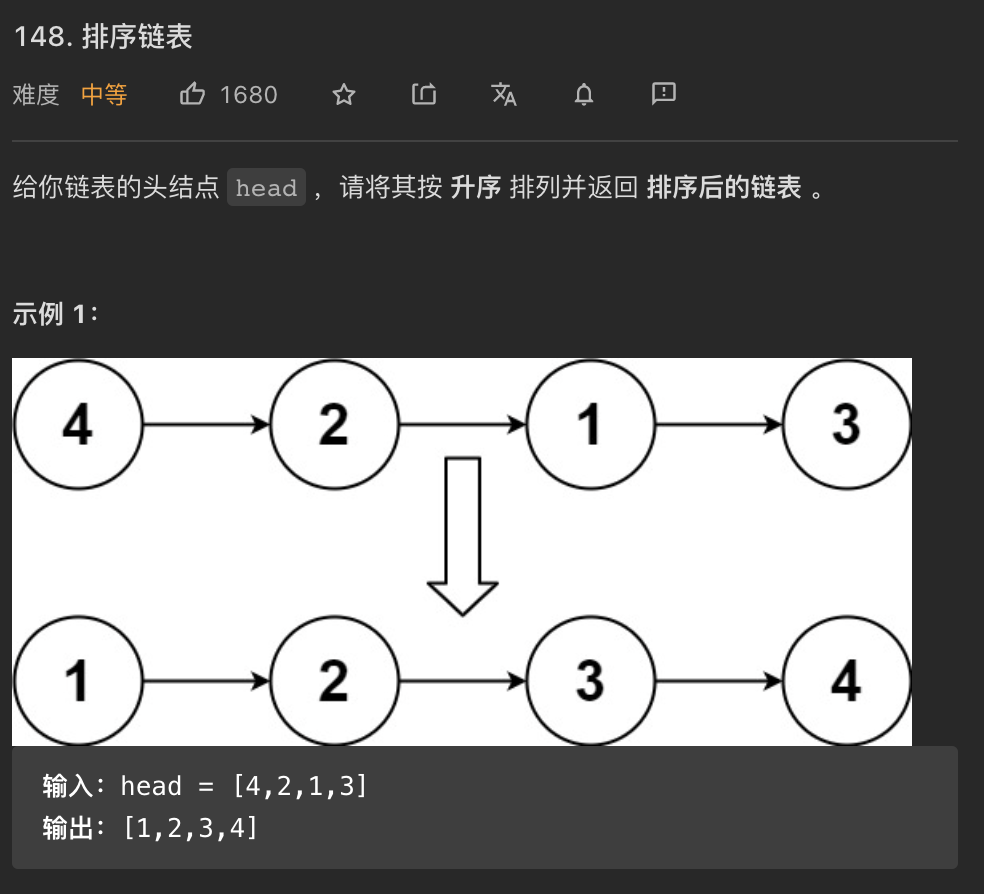 148. 排序链表
难度 中等 1680
给你链表的头结点 head ，请将其按 升序 排列并返回 排序后的链表 。
示例 1：
4 2 1 3
1 2 3 4
输入：head = [4,2,1,3]
输出：[1,2,3,4]